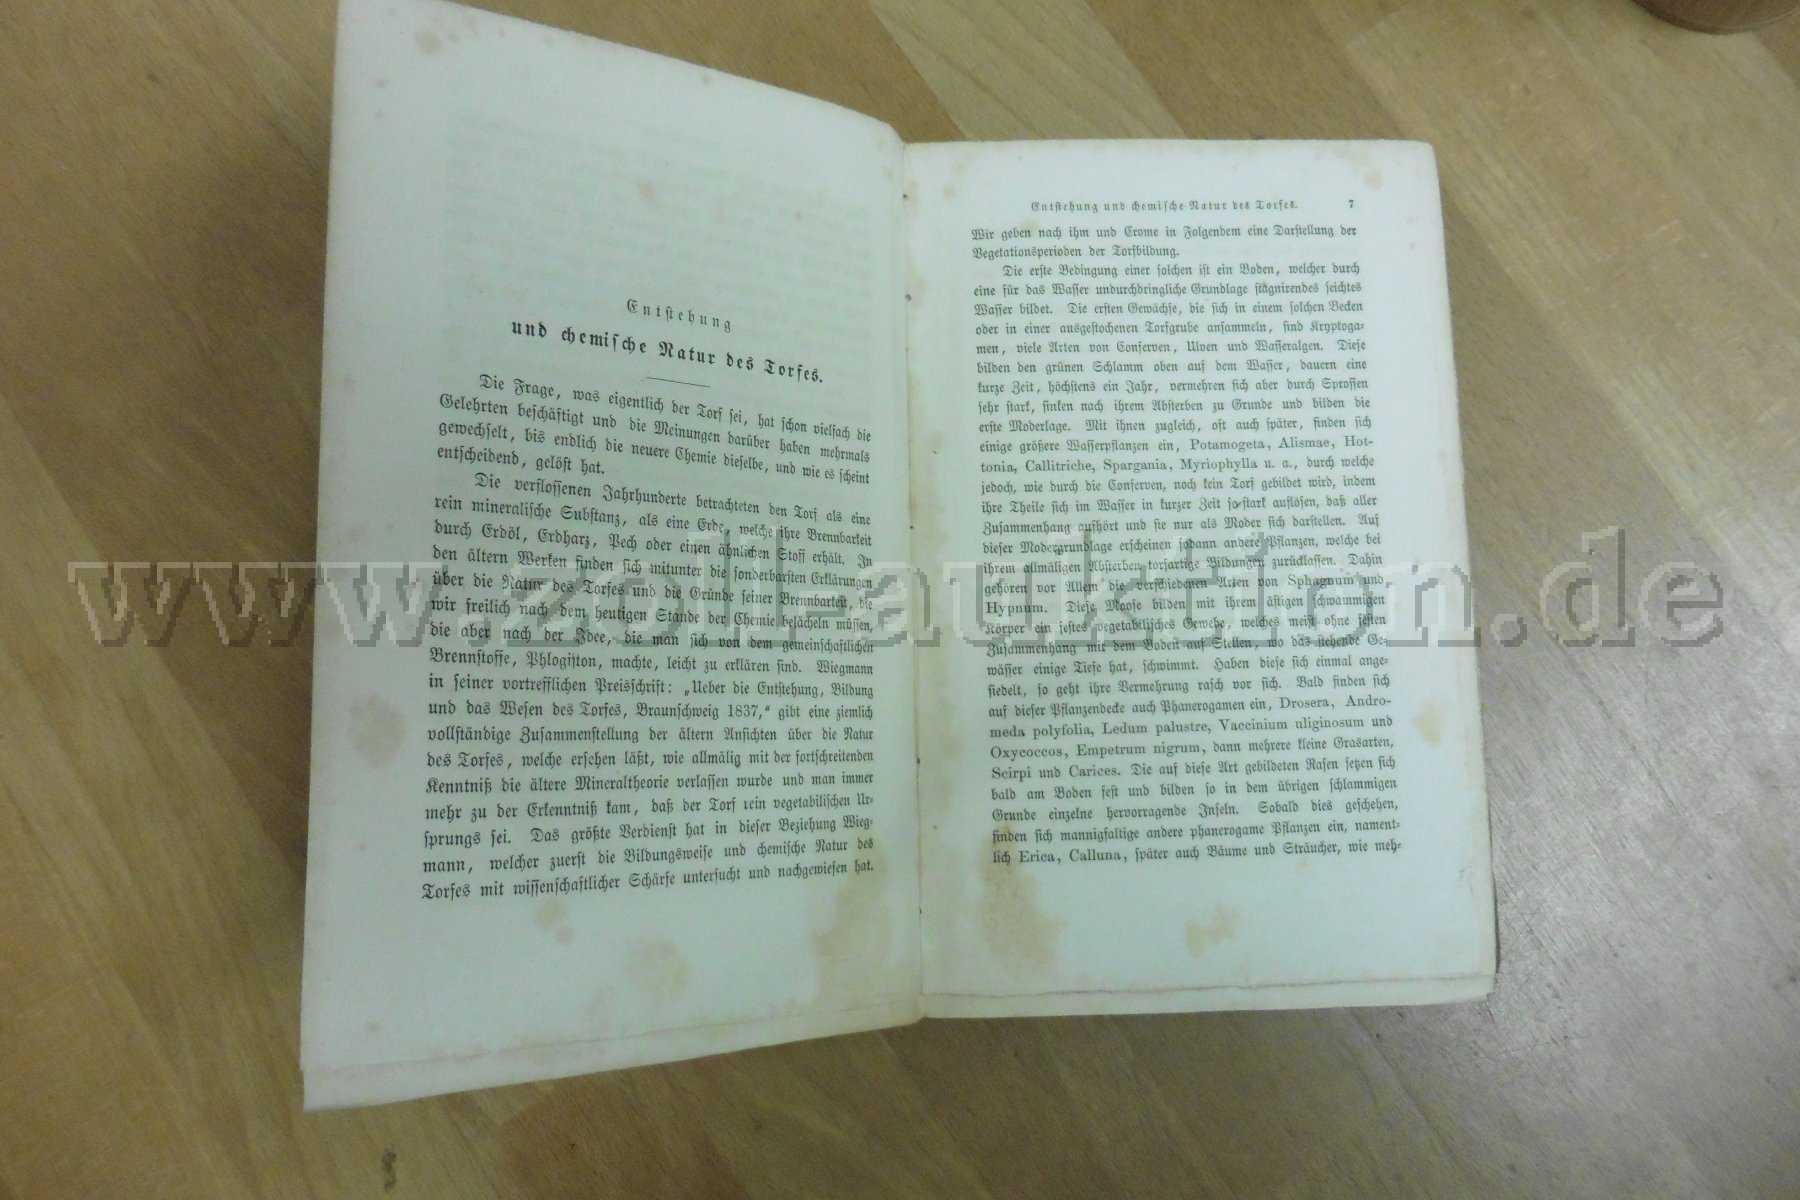 Entstehung
und chemische Natur des Torfes.
Die Frage, was eigentlich der Torf sei, hat schon vielfach die
Gelehrten beschäftigt und die Meinungen darüber haben mehrmals
gewechselt, bis endlich die neuere Chemie dieselbe, und wie es scheint
entscheidend, gelöst hat.
Die verflossenen Jahrhunderte betrachteten den Torf als eine
rein mineralische Substanz, als eine Erde, welche ihre Brennbarkeit
durch Erdöl, Erdharz, Pech oder einen ähnlichen Stoff erhält. In
den ältern Werken finden sich mitunter die sonderbarsten Erklärungen
über die Natur des Torfes und die Gründe seiner Brennbarkeit, die
wir freilich nach dem heutigen Stande der Chemie belächeln müssen,
die aber nach der Idee, die man sich von dem gemeinschaftlichen
Brennstoffe, Phlogiston, machte, leicht zu erklären sind. Wiegmann
in seiner vortrefflichen Preisschrift: „Ueber die Entstehung, Bildung
und das Wesen des Torfes, Braunschweig 1837,“ gibt eine ziemlich
vollständige Zusammenstellung der ältern Ansichten über die Natur
des Torfes, welche ersehen läßt, wie allmälig mit der fortschreitenden
Kenntniß die ältere Mineraltheorie verlassen wurde und man immer
mehr zu der Erkenntniß kam, daß der Torf rein vegetabilischen Ur-
sprungs sei. Das größte Verdienst hat in dieser Beziehung Wieg-
mann, welcher zuerst die Bildungsweise und chemische Natur des
Torfes mit wissenschaftlicher Schärfe untersucht und nachgewiesen hat.
Entstehung und chemische Natur des Torfes. 7
Wir geben nach ihm und Crome in Folgendem eine Darstellung der
Vegetationsperioden der Torfbildung.
Die erste Bedingung einer solchen ist ein Boden, welcher durch
eine für das Wasser undurchbringliche Grundlage stagnirendes seichtes
Wasser bildet. Die ersten Gewächse, die sich in einem solchen Becken
oder in einer ausgestochenen Torfgrube ansammeln, sind Kryptoga-
men, viele Arten von Conferven, Ulven und Wasseralgen. Diese
bilden den grünen Schlamm oben auf dem Wasser, dauern eine
kurze Zeit, höchstens ein Jahr, vermehren sich aber durch Sprossen
sehr stark, sinken nach ihrem Absterben zu Grunde und bilden die
erste Moderlage. Mit ihnen zugleich, oft auch später, finden sich
einige größere Wasserpflanzen ein, Potamogeta, Alismae, Hot-
tonia, Callitriche, Spargania, Myriophylla u. a., durch welche
jedoch, wie durch die Conferven, noch kein Torf gebildet wird, indem
ihre Theile sich im Wasser in kurzer Zeit so stark auflösen, daß aller
Zusammenhang aufhört und sie nur als Moder sich darstellen. Auf
dieser Modergrundlage erscheinen sodann andere Pflanzen, welche bei
ihrem allmäligen Absterben torfartige Bildungen zurücklassen. Dahin
gehören vor Allem die verschiedenen Arten von Sphagnum und
Hypnum. Diese Moose bilden mit ihrem ästigen schwammigen
Körper ein festes vegetabilisches Gewebe, welches meist ohne festen
Zusammenhang mit dem Boden auf Stellen, wo das stehende Ge-
wässer einige Tiefe hat, schwimmt. Haben diese sich einmal ange-
siedelt, so geht ihre Vermehrung rasch vor sich. Bald finden sich
auf dieser Pflanzendecke auch Phanerogamen ein, Drosera, Andro-
meda polyfolia, Ledum palustre, Vaccinium uliginosum und
Oxycoccos, Empetrum nigrum, dann mehrere kleine Grasarten,
Scirpi und Carices. Die auf diese Art gebildeten Rasen setzen sich
bald am Boden fest und bilden so in dem übrigen schlammigen
Grunde einzelne hervorragende Inseln. Sobald dies geschehen,
finden sich mannigfaltige andere phanerogame Pflanzen ein, nament-
lich Erica, Calluna, später auch Bäume und Sträucher, wie meh-
www.zoll-auktion.de